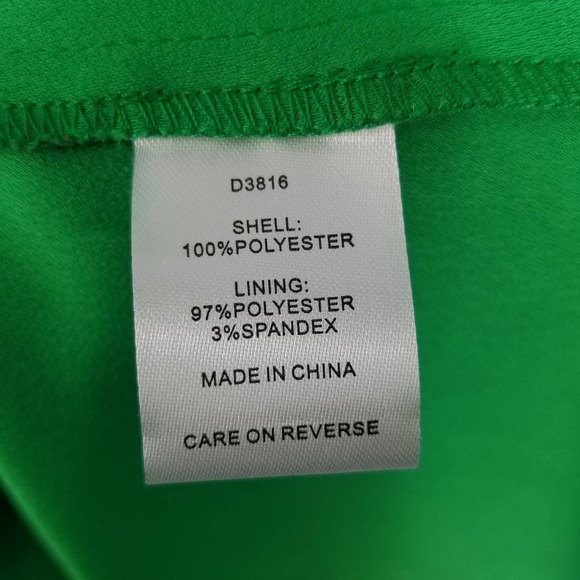 D3816
SHELL:
100%POLYESTER
LINING:
97%POLYESTER
3%SPANDEX
MADE IN CHINA
CARE ON REVERSE